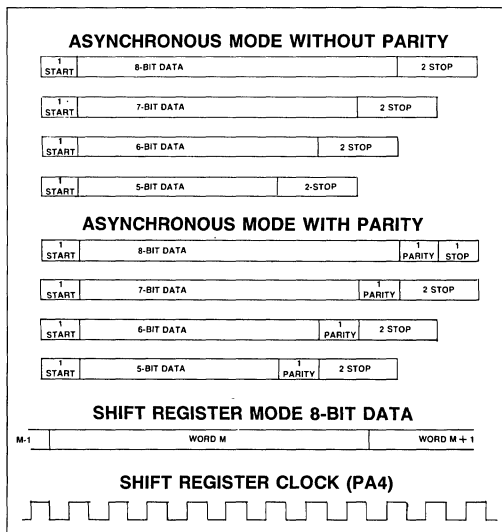 ASYNCHRONOUS MODE WITHOUT PARITY
1 START 8-BIT DATA 2 STOP
1 START 7-BIT DATA 2 STOP
1 START 6-BIT DATA 2 STOP
1 START 5-BIT DATA 2-STOP
ASYNCHRONOUS MODE WITH PARITY
1 START 8-BIT DATA 1 PARITY 1 STOP
1 START 7-BIT DATA 1 PARITY 2 STOP
1 START 6-BIT DATA 1 PARITY 2 STOP
1 START 5-BIT DATA 1 PARITY 2 STOP
SHIFT REGISTER MODE 8-BIT DATA
M-1 WORD M WORD M + 1
SHIFT REGISTER CLOCK (PA4)